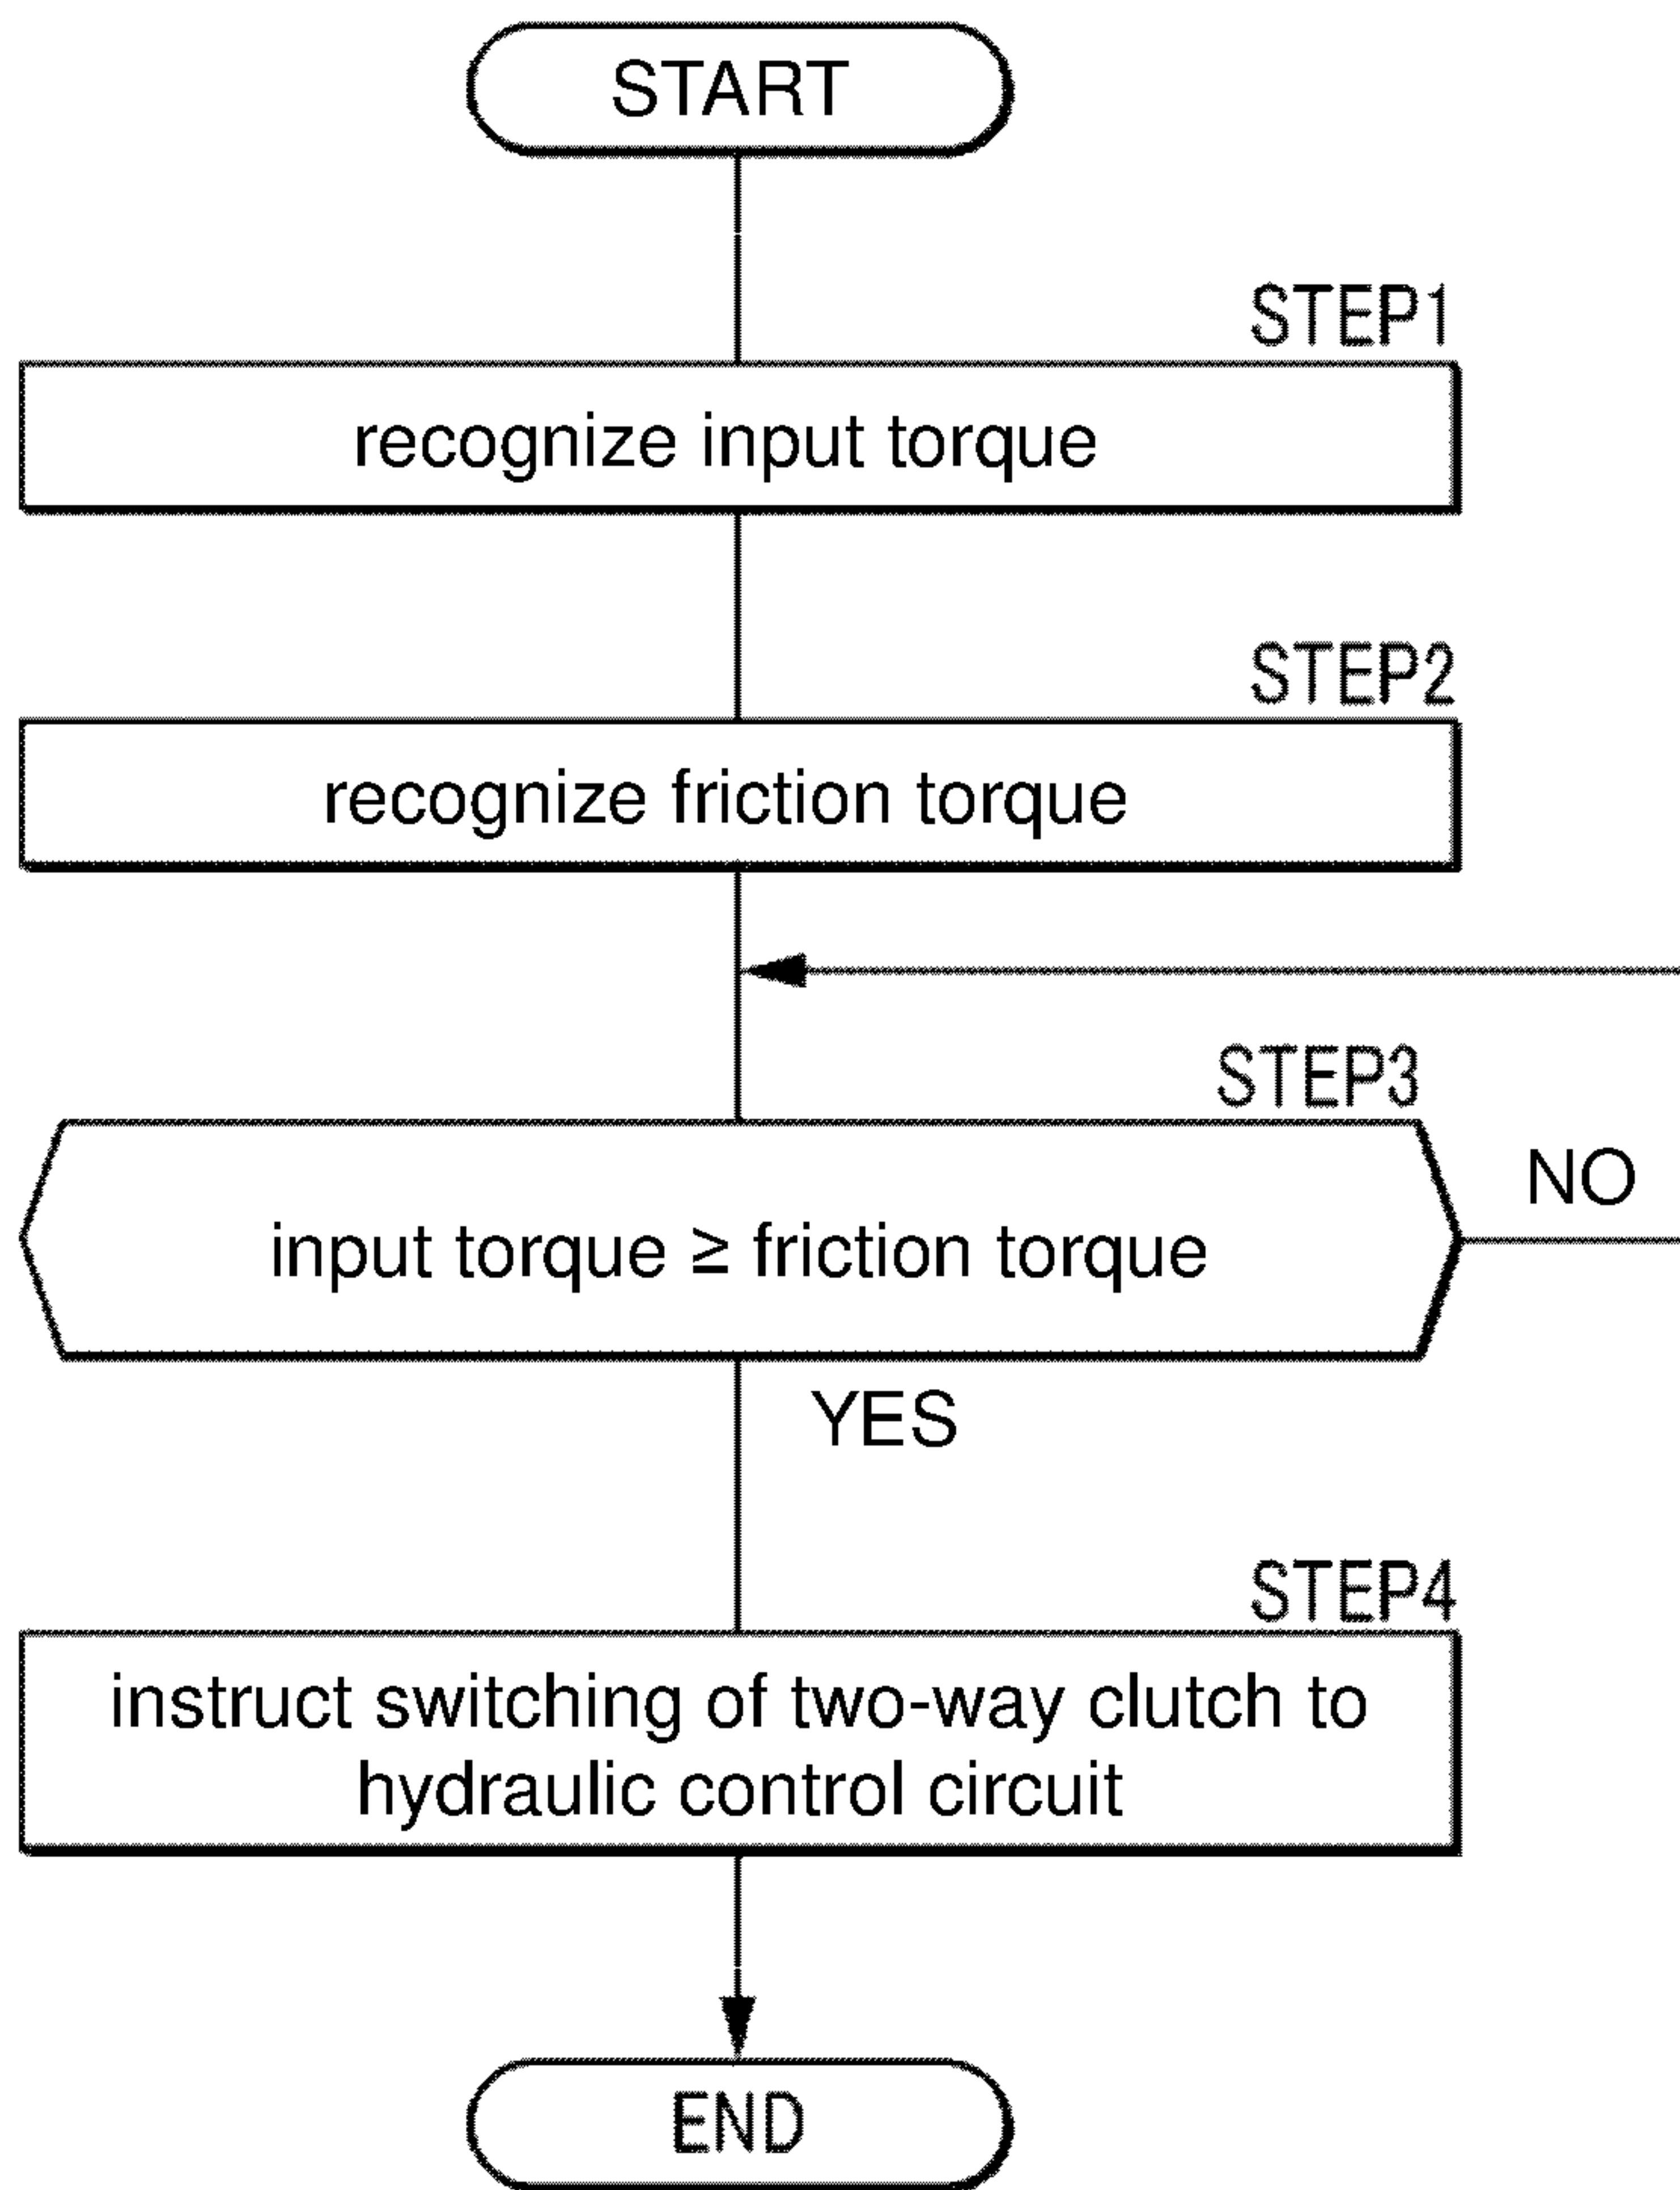 START
STEP1
recognize input torque
STEP2
recognize friction torque
STEP3
input torque ≥ friction torque
NO
YES
STEP4
instruct switching of two-way clutch to
hydraulic control circuit
END